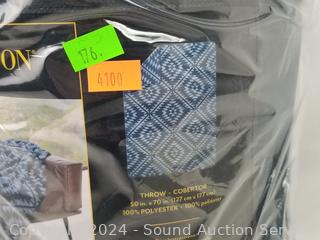 ON®
176.
4100
THROW - COBERTOR
50 in. x 70 in. (127 cm x 177 cm)
100% POLYESTER - 100% poliéster
Copyright 2024 - Sound Auction Service